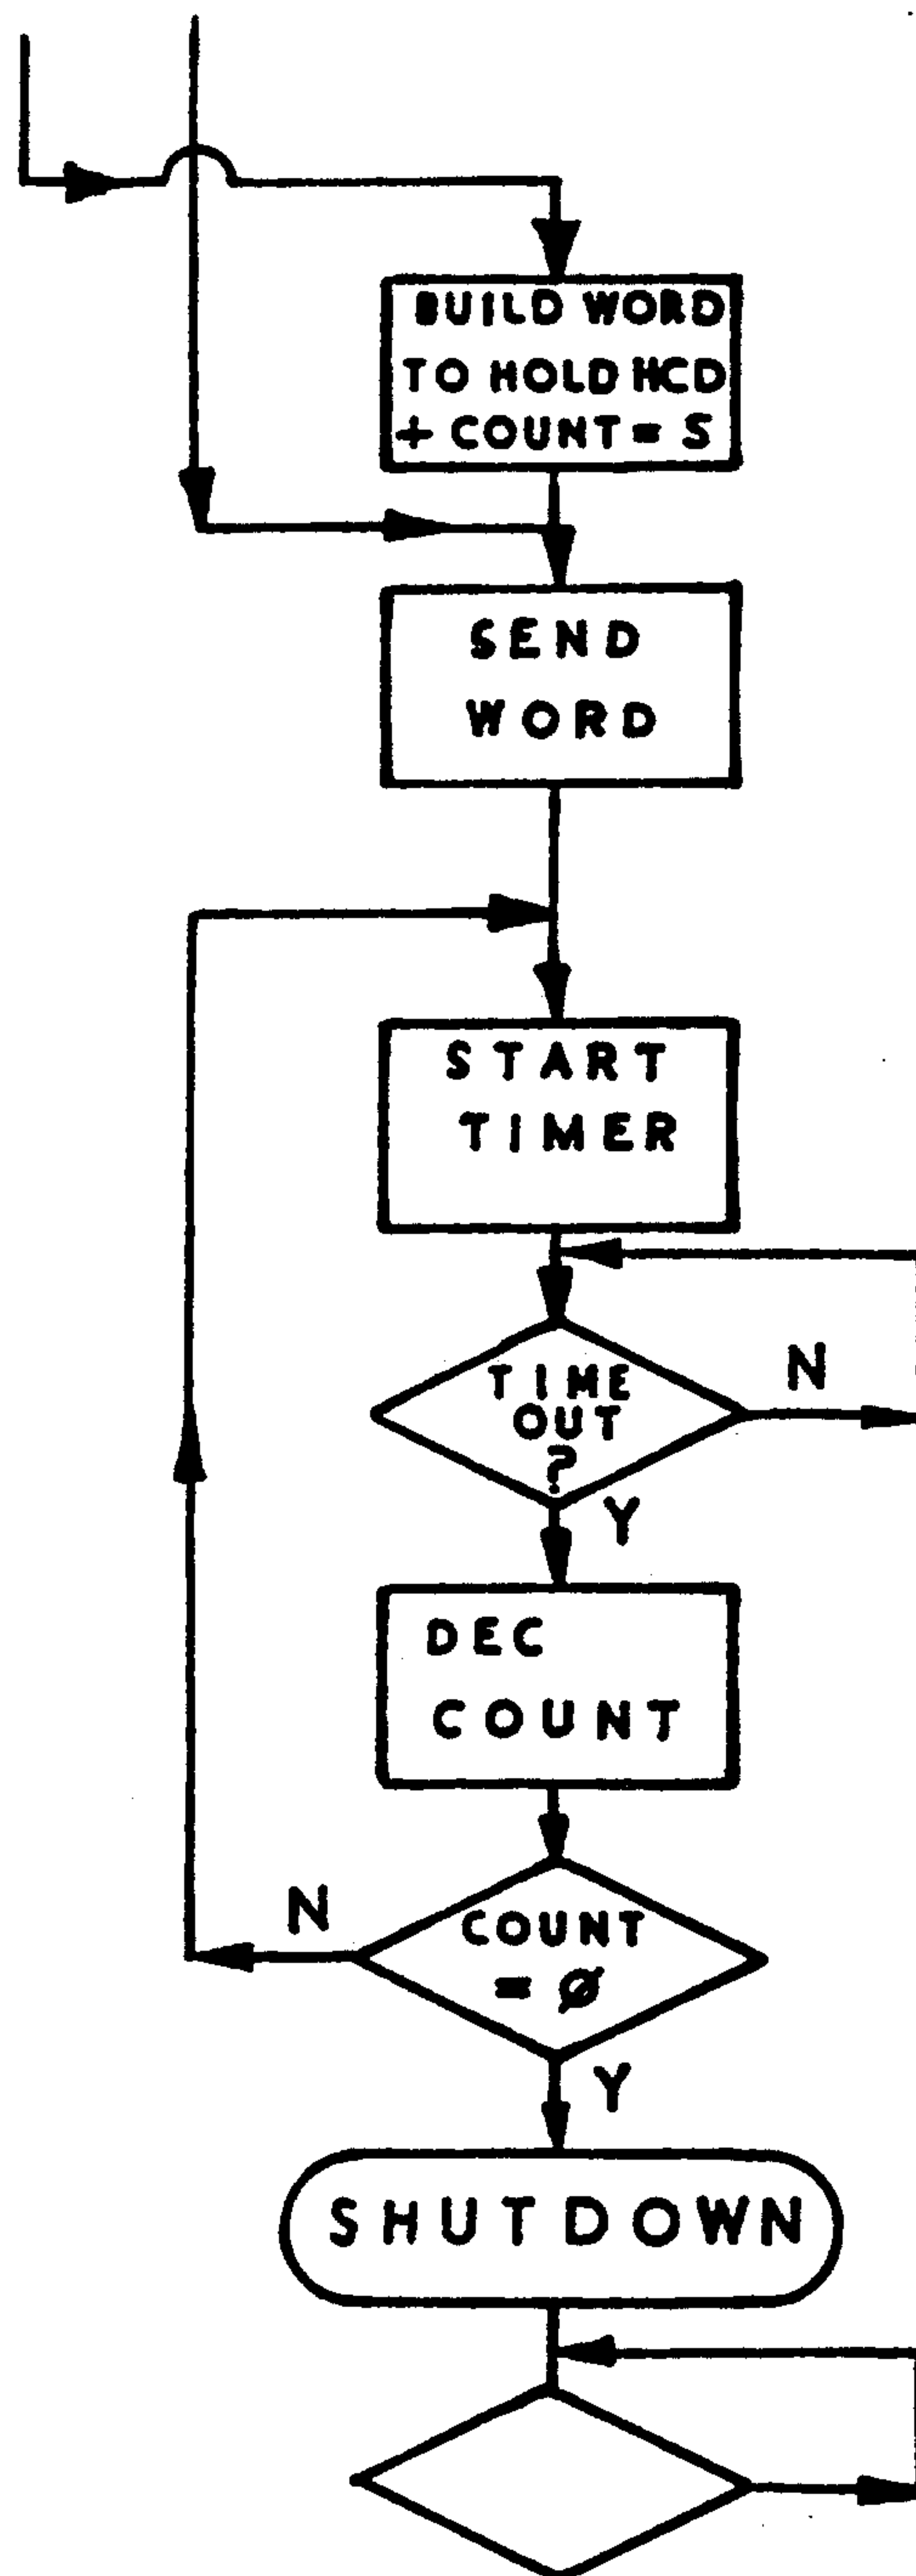 BUILD WORD
TO HOLD HCD
+ COUNT = S
SEND
WORD
START
TIMER
TIME
OUT
?
N
Y
DEC
COUNT
COUNT
= Ø
N
Y
SHUTDOWN